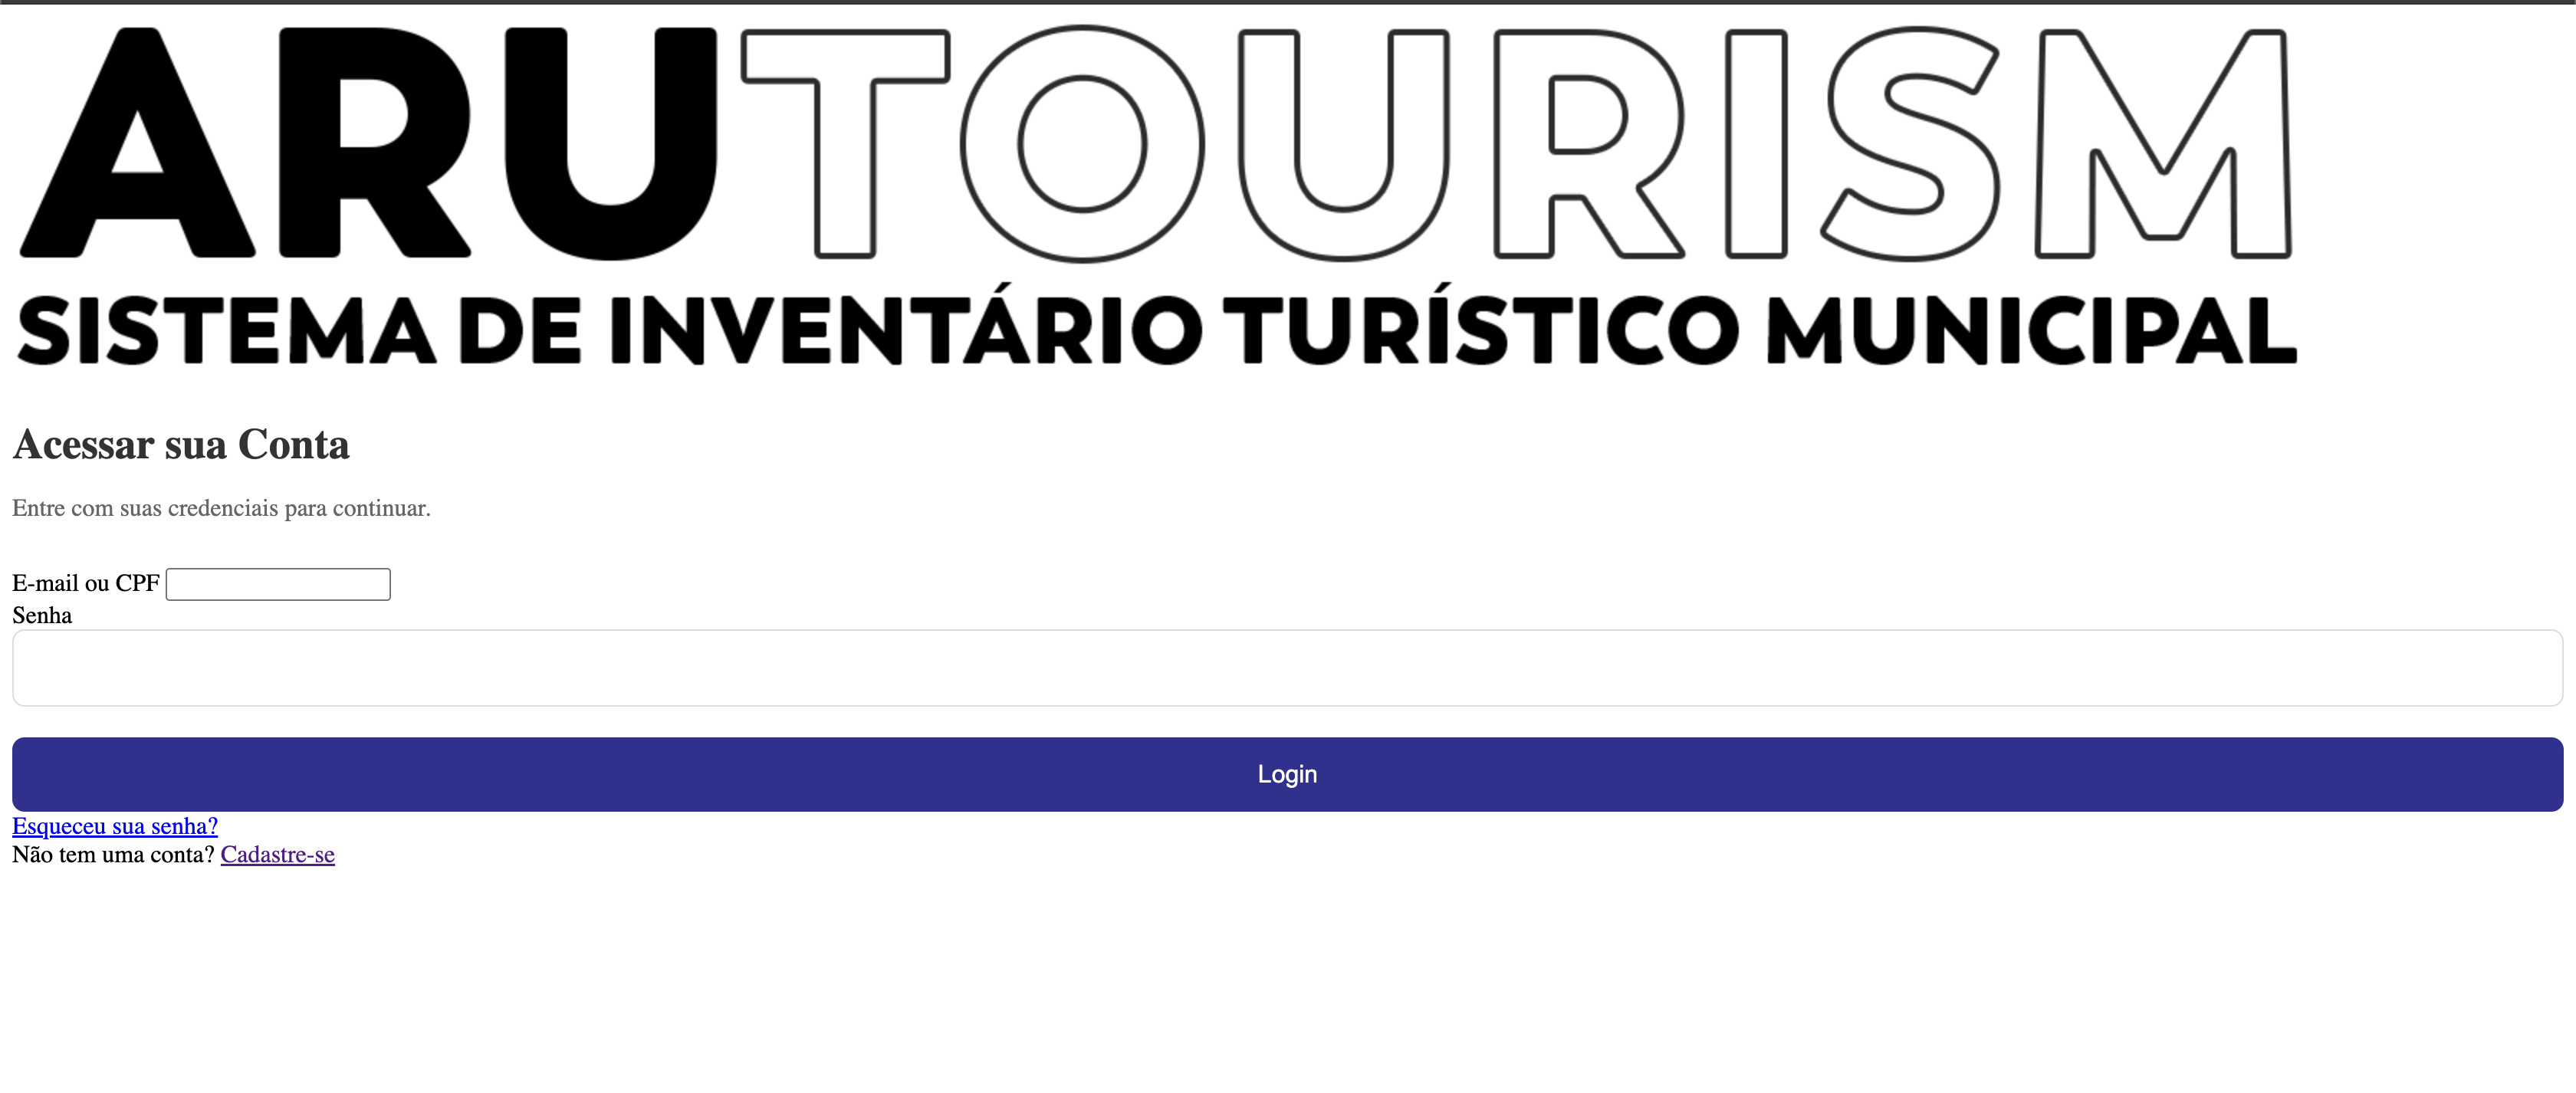 ARUTOURISM
SISTEMA DE INVENTÁRIO TURÍSTICO MUNICIPAL
Acessar sua Conta
Entre com suas credenciais para continuar.
E-mail ou CPF
Senha
Login
Esqueceu sua senha?
Não tem uma conta? Cadastre-se